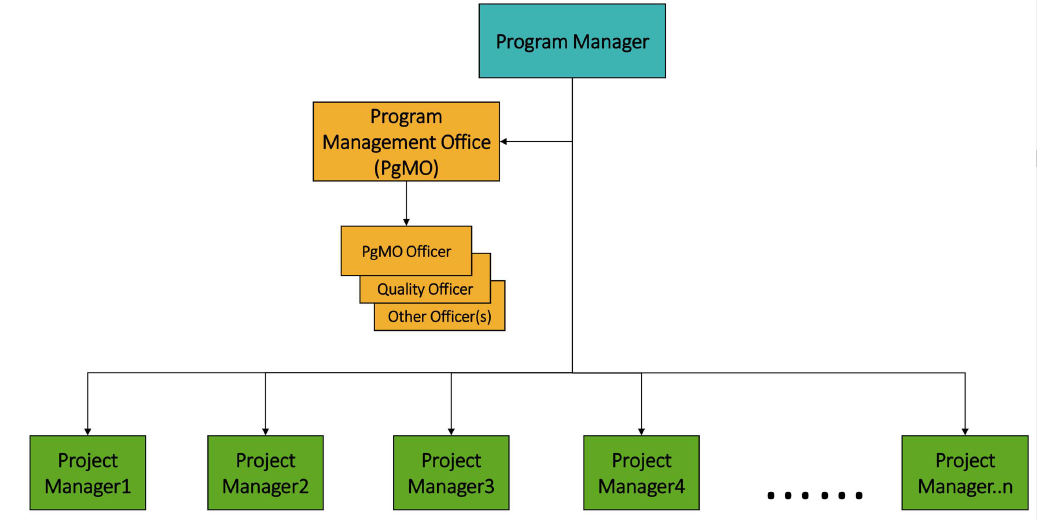 Program Manager
Program
Management Office
(PgMO)
PgMO Officer
Quality Officer
Other Officer(s)
Project
Manager1
Project
Manager2
Project
Manager3
Project
Manager4
......
Project
Manager..n